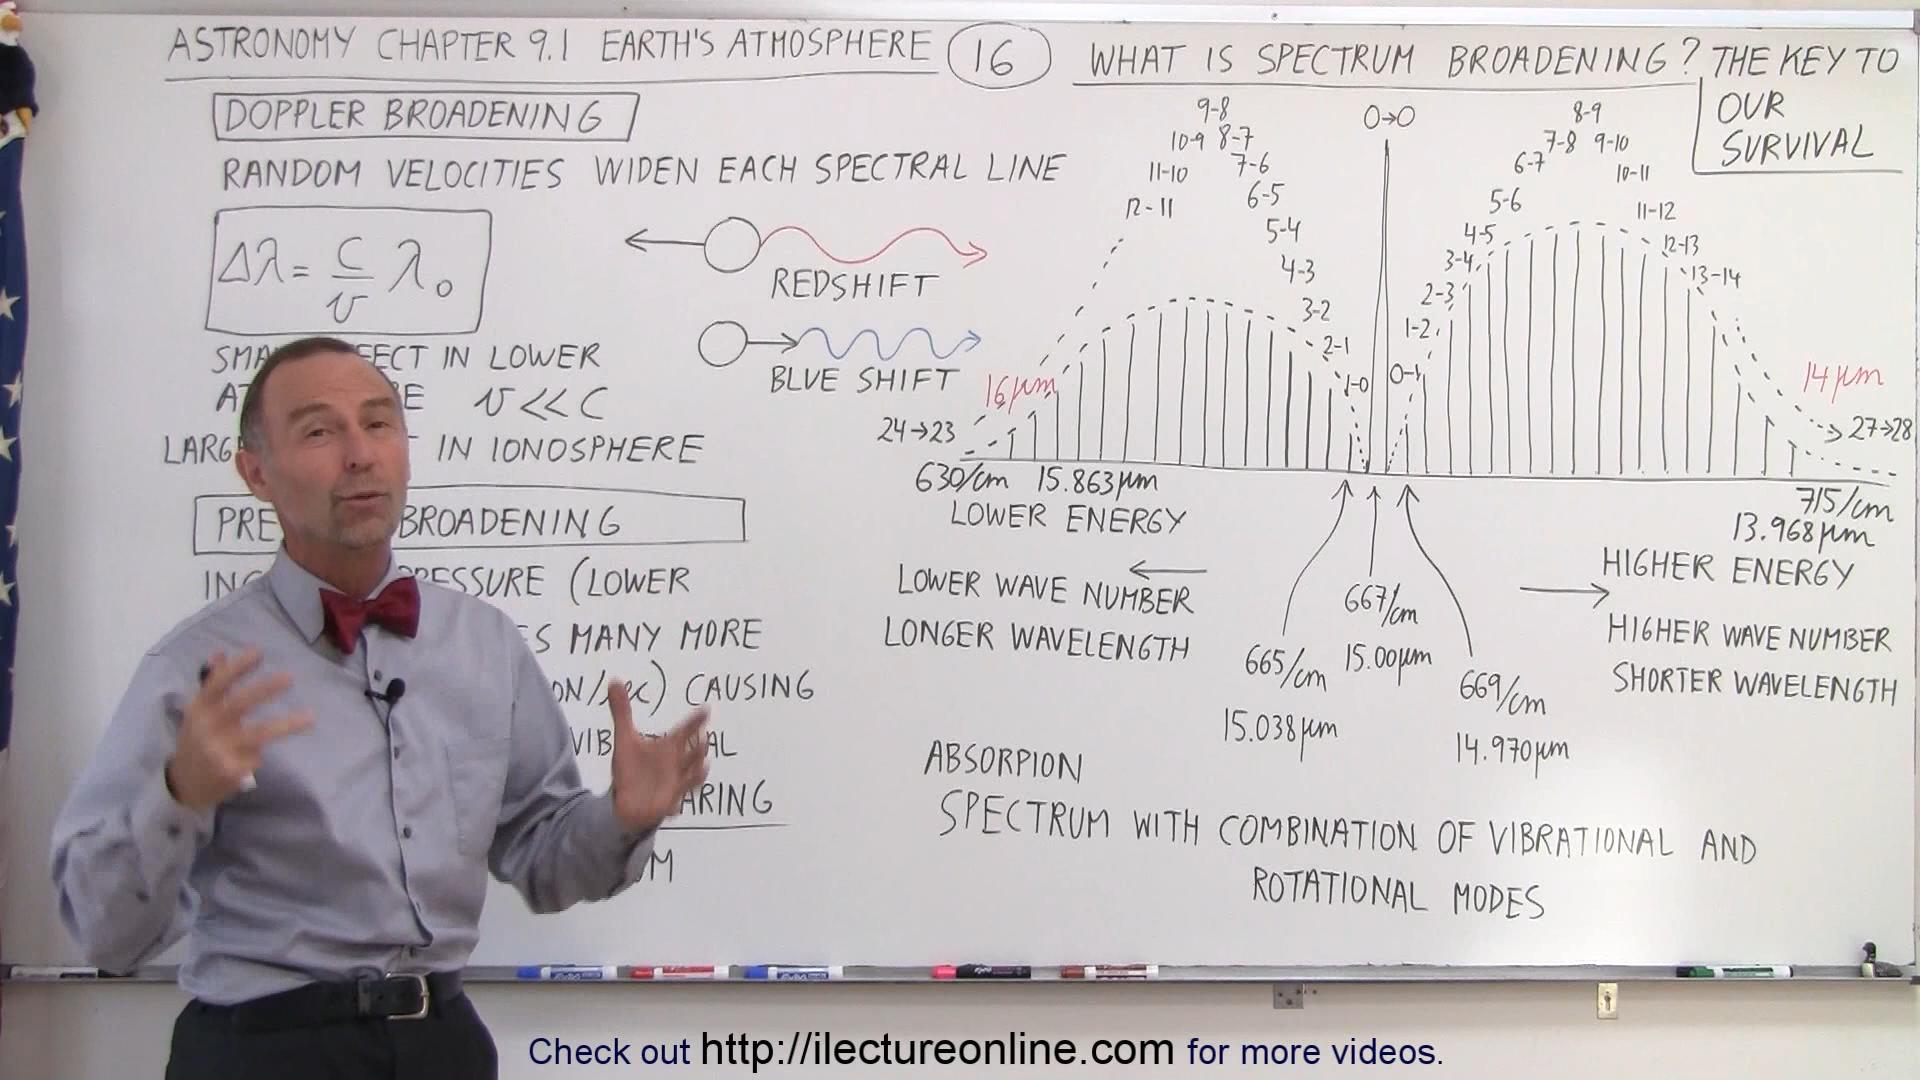 ASTRONOMY CHAPTER 9.1 EARTH'S ATMOSPHERE 16 WHAT IS SPECTRUM BROADENING? THE KEY TO
OUR
SURVIVAL
DOPPLER BROADENING
RANDOM VELOCITIES WIDEN EACH SPECTRAL LINE
Δλ = c/v λ₀
REDSHIFT
BLUE SHIFT
IN LOWER
v << c
IN IONOSPHERE
BROADENING
(LOWER
MANY MORE
CAUSING
9-8
10-9 8-7
11-10 7-6
12-11 6-5
5-4
4-3
3-2
2-1
1-0
0→0
8-9
7-8 9-10
6-7 10-11
5-6 11-12
4-5 12-13
3-4 13-14
2-3
1-2
0-1
16 µm
14 µm
24→23
27→28
630/cm 15.863µm
LOWER ENERGY
LOWER WAVE NUMBER
LONGER WAVELENGTH
715/cm
13.968µm
HIGHER ENERGY
HIGHER WAVE NUMBER
SHORTER WAVELENGTH
667/cm
15.00µm
665/cm
15.038µm
669/cm
14.970µm
ABSORPION
SPECTRUM WITH COMBINATION OF VIBRATIONAL AND
ROTATIONAL MODES
Check out http://ilectureonline.com for more videos.